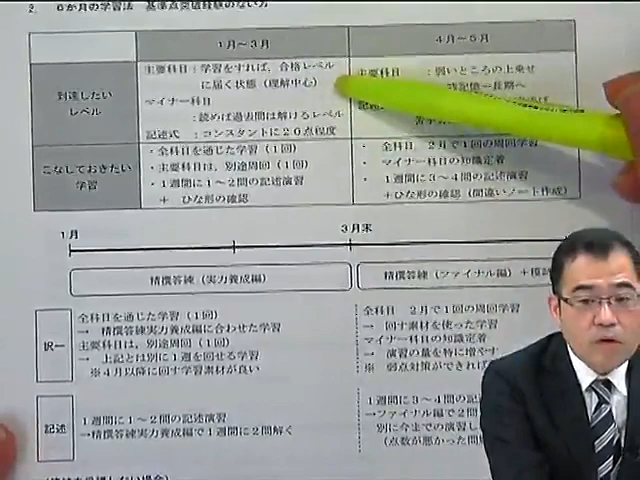 2. 6か月の学習法 基準点突破経験のない方
1月～3月
4月～5月
到達したい
レベル
主要科目：学習をすれば、合格レベル
に届く状態（理解中心）
マイナー科目
：読めば過去問は解けるレベル
記述式 ：コンスタントに20点程度
主要科目 ：弱いところの上乗せ
こなしておきたい
学習
・全科目を通じた学習（1回）
・主要科目は、別途周回（1回）
・1週間に1～2問の記述演習
＋ ひな形の確認
・ 全科目 2月で1回の周回学習
・ マイナー科目の知識定着
・ 1週間に3～4問の記述演習
＋ひな形の確認（間違いノート作成）
1月
3月末
精撰答練（実力養成編）
精撰答練（ファイナル編）＋模試
択一
全科目を通じた学習（1回）
→ 精撰答練実力養成編に合わせた学習
主要科目は、別途周回（1回）
→ 上記とは別に1週を回せる学習
※4月以降に回す学習素材が良い
全科目 2月で1回の周回学習
→ 回す素材を使った学習
マイナー科目の知識定着
→ 演習の量を特に増やす
※ 弱点対策ができれば
記述
1週間に1～2問の記述演習
→精撰答練実力養成編で1週間に2問解く
1週間に3～4問の記
→ファイナル編で2問
別に今までの演習し
（点数が悪かった問